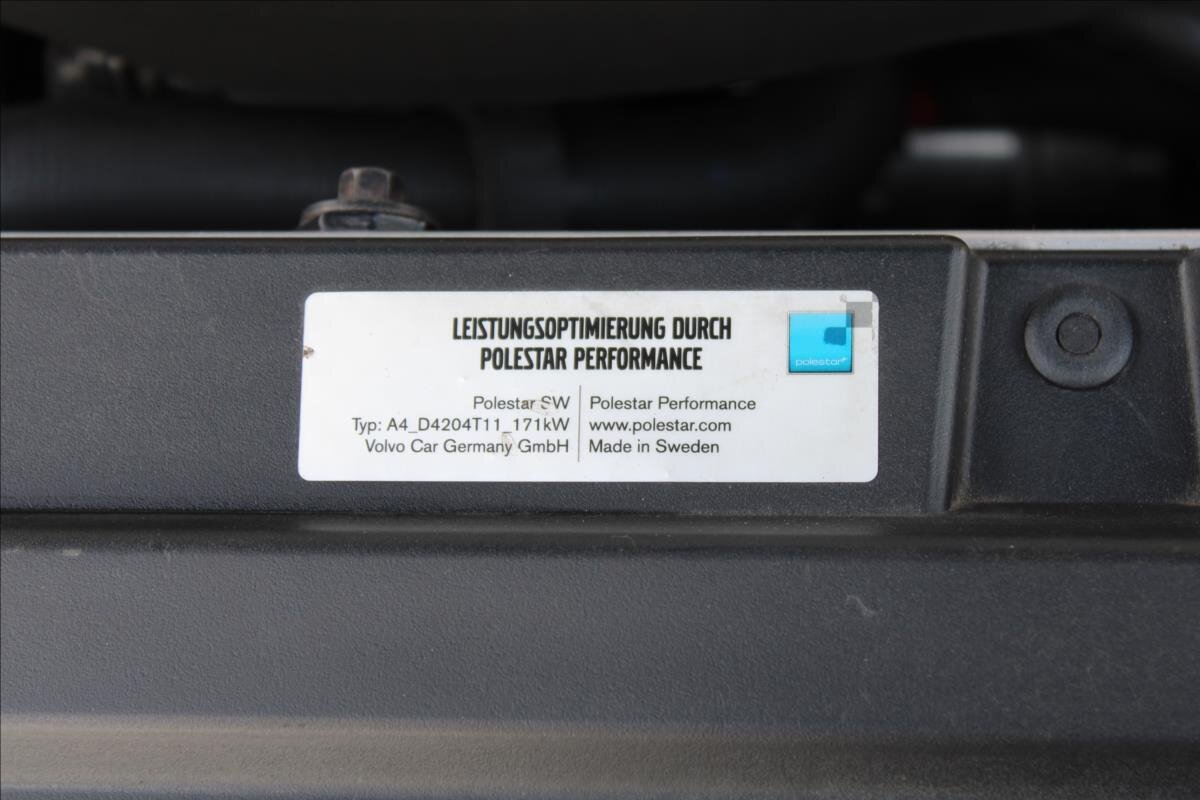 LEISTUNGSOPTIMIERUNG DURCH
POLESTAR PERFORMANCE
polestar
Polestar SW
Typ: A4_D4204T11_171kW
Volvo Car Germany GmbH
Polestar Performance
www.polestar.com
Made in Sweden